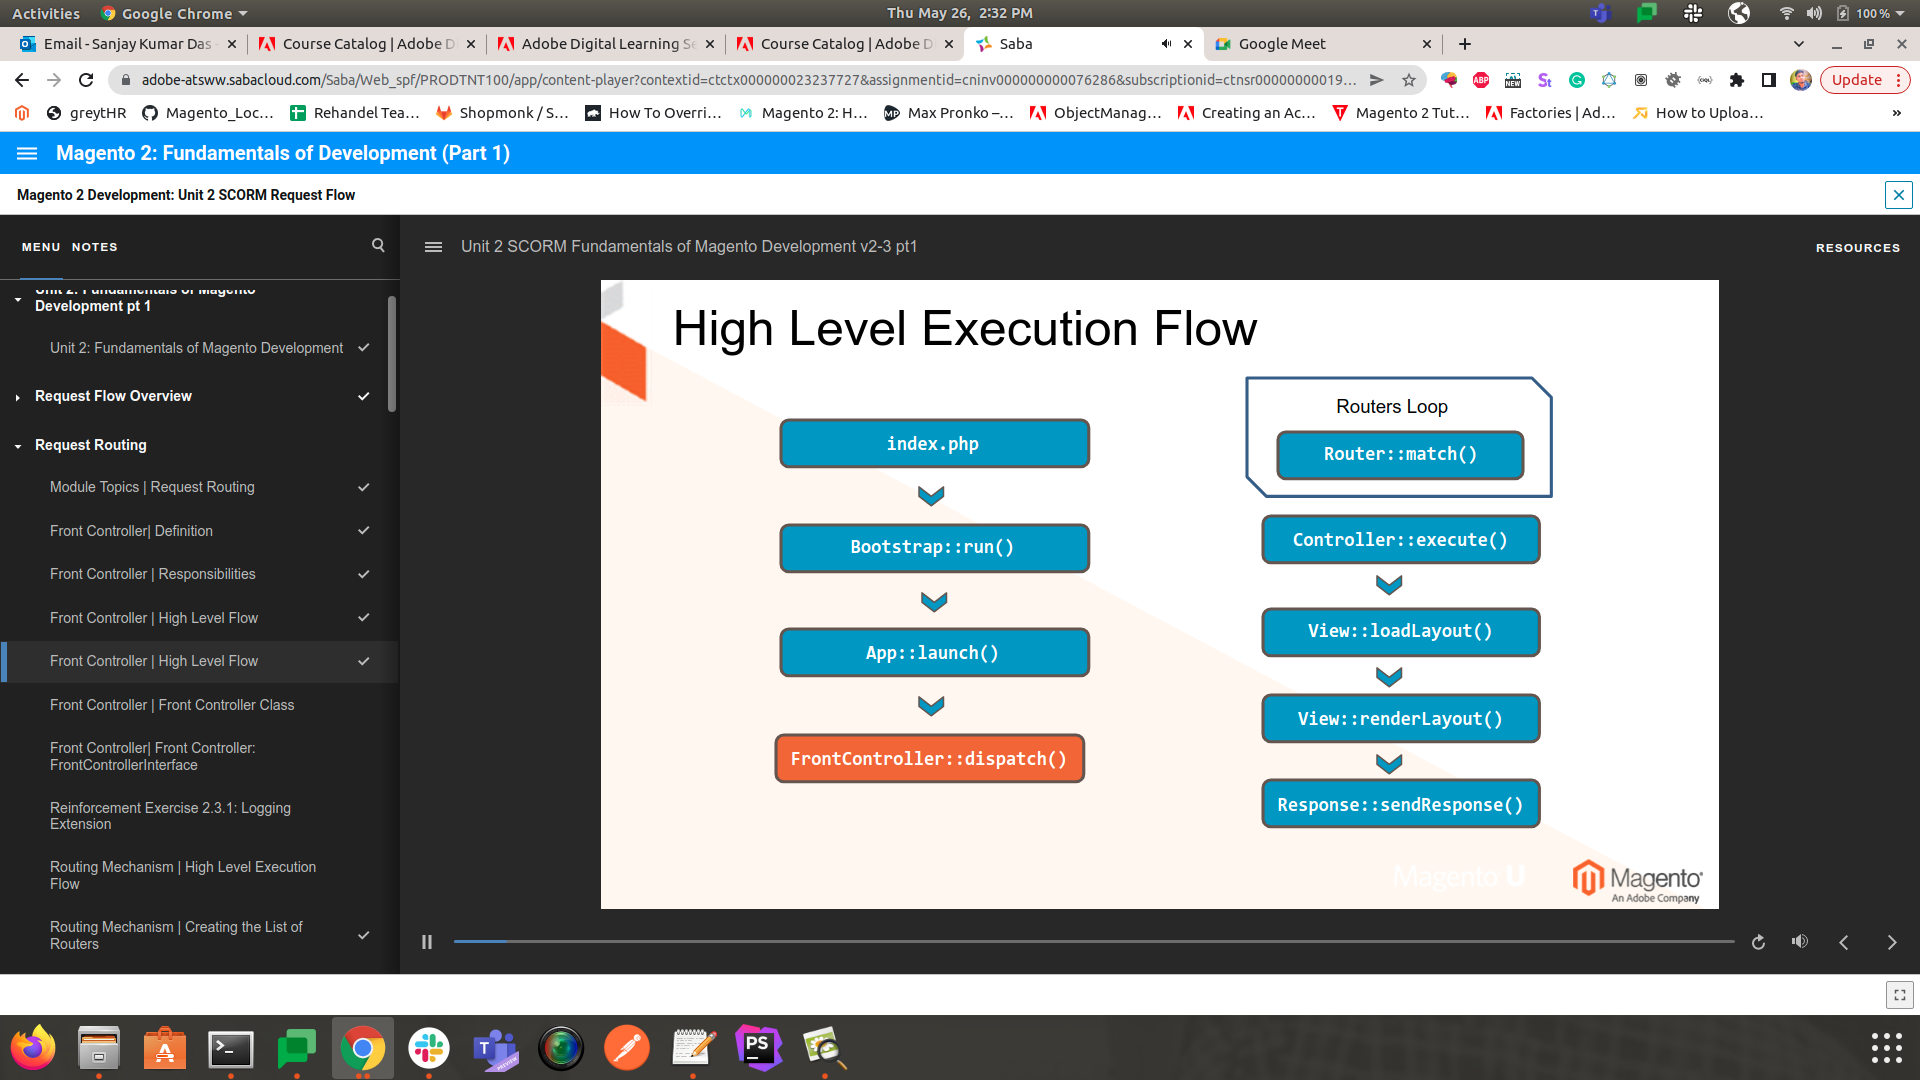 Activities Google Chrome Thu May 26, 2:32 PM 100 %
Email - Sanjay Kumar Das - Course Catalog | Adobe D Adobe Digital Learning Se Course Catalog | Adobe D Saba Google Meet
adobe-atsww.sabacloud.com/Saba/Web_spf/PRODTNT100/app/content-player?contextid=ctctx000000023237727&assignmentid=cninv000000000076286&subscriptionid=ctnsr00000000019... ABP NEW St Update
greyHR Magento_Loc... Rehandel Tea... Shopmonk / S... How To Overri... Magento 2: H... Max Pronko –... ObjectManag... Creating an Ac... Magento 2 Tut... Factories | Ad... How to Uploa... »
Magento 2: Fundamentals of Development (Part 1)
Magento 2 Development: Unit 2 SCORM Request Flow
MENU NOTES
Unit 2 SCORM Fundamentals of Magento Development v2-3 pt1
RESOURCES
Unit 2: Fundamentals of Magento
Development pt 1
Unit 2: Fundamentals of Magento Development
Request Flow Overview
Request Routing
Module Topics | Request Routing
Front Controller| Definition
Front Controller | Responsibilities
Front Controller | High Level Flow
Front Controller | High Level Flow
Front Controller | Front Controller Class
Front Controller| Front Controller:
FrontControllerInterface
Reinforcement Exercise 2.3.1: Logging
Extension
Routing Mechanism | High Level Execution
Flow
Routing Mechanism | Creating the List of
Routers
High Level Execution Flow
index.php
Bootstrap::run()
App::launch()
FrontController::dispatch()
Routers Loop
Router::match()
Controller::execute()
View::loadLayout()
View::renderLayout()
Response::sendResponse()
Magento U
Magento
An Adobe Company
PS